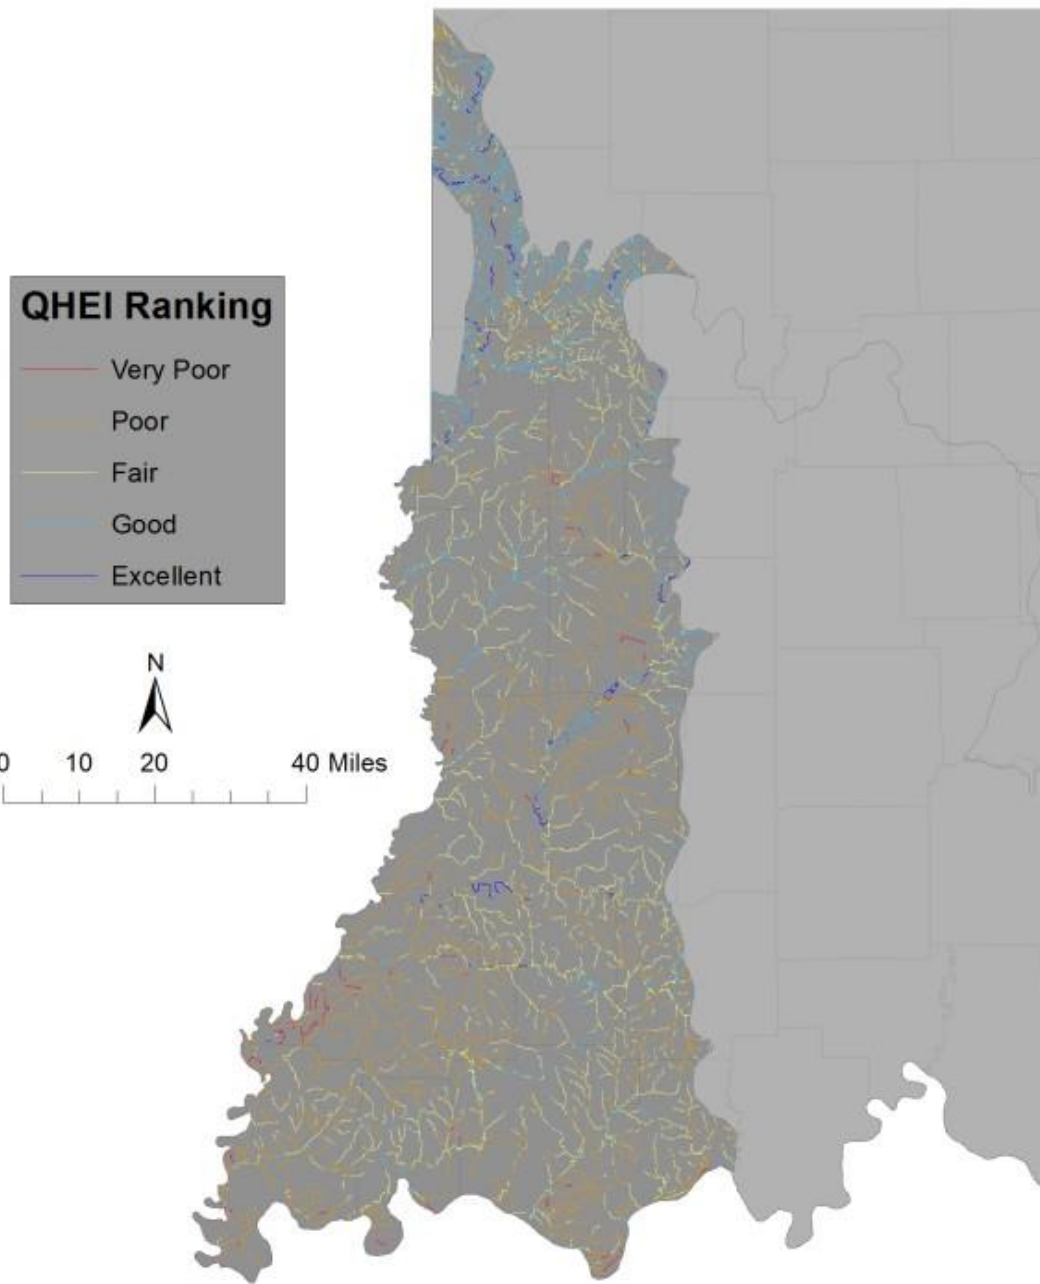 QHEI Ranking
Very Poor
Poor
Fair
Good
Excellent
N
0 10 20 40 Miles